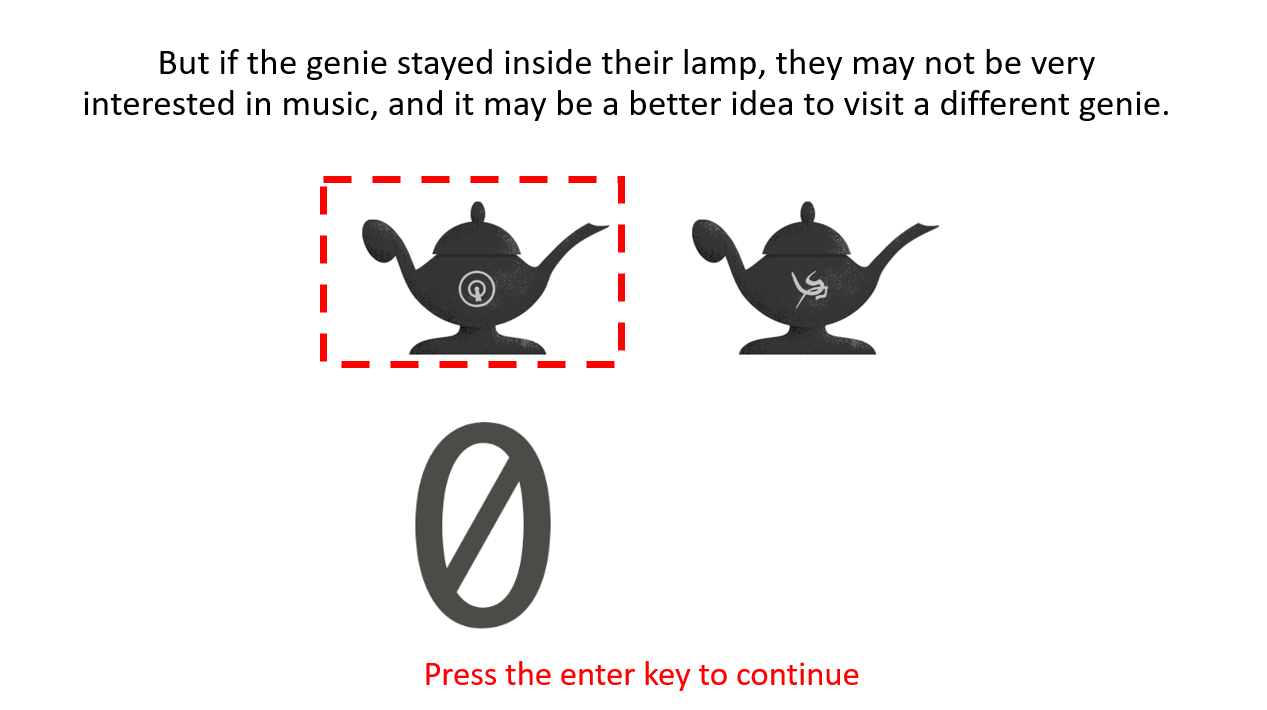 But if the genie stayed inside their lamp, they may not be very
interested in music, and it may be a better idea to visit a different genie.
0
Press the enter key to continue